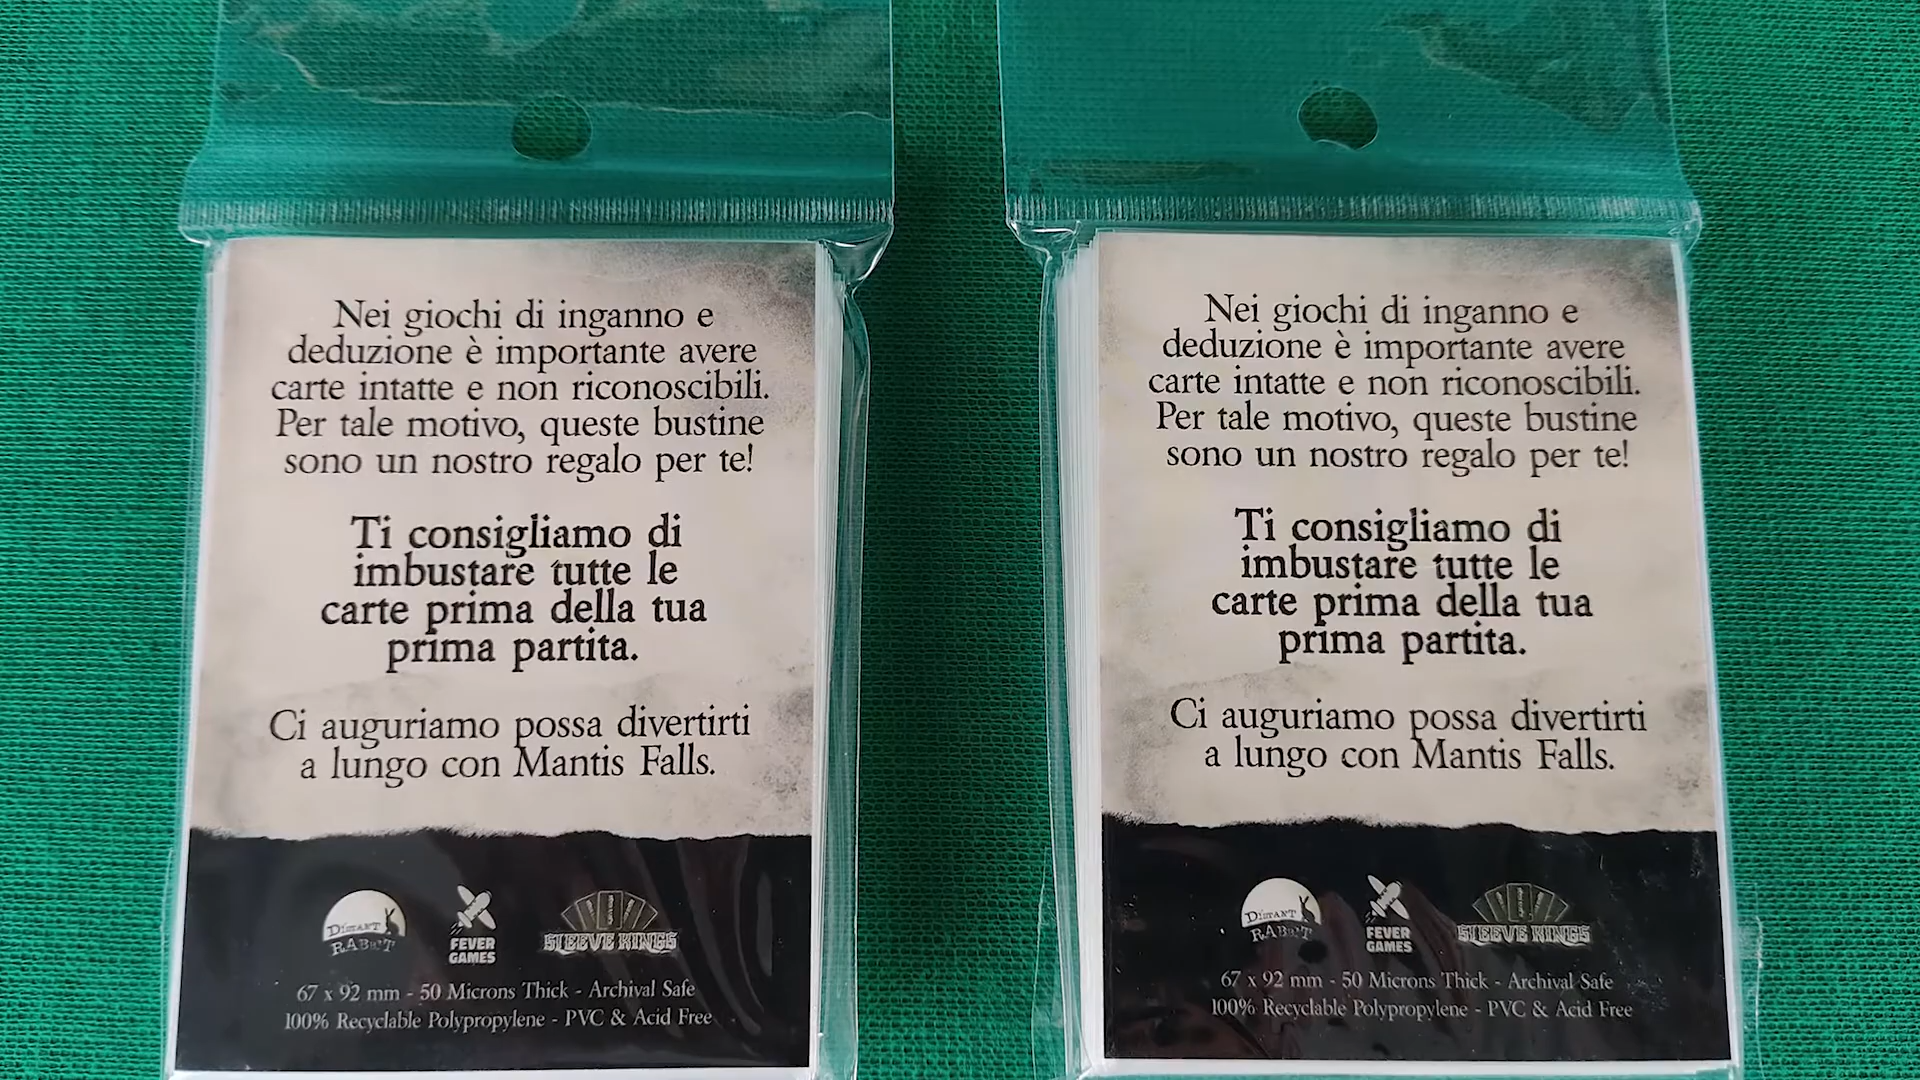 Nei giochi di inganno e
deduzione è importante avere
carte intatte e non riconoscibili.
Per tale motivo, queste bustine
sono un nostro regalo per te!
Ti consigliamo di
imbustare tutte le
carte prima della tua
prima partita.
Ci auguriamo possa divertirti
a lungo con Mantis Falls.
DISTANT
RABBIT
FEVER
GAMES
SLEEVE KINGS
67 x 92 mm - 50 Microns Thick - Archival Safe
100% Recyclable Polypropylene - PVC & Acid Free
Nei giochi di inganno e
deduzione è importante avere
carte intatte e non riconoscibili.
Per tale motivo, queste bustine
sono un nostro regalo per te!
Ti consigliamo di
imbustare tutte le
carte prima della tua
prima partita.
Ci auguriamo possa divertirti
a lungo con Mantis Falls.
DISTANT
RABBIT
FEVER
GAMES
SLEEVE KINGS
67 x 92 mm - 50 Microns Thick - Archival Safe
100% Recyclable Polypropylene - PVC & Acid Free